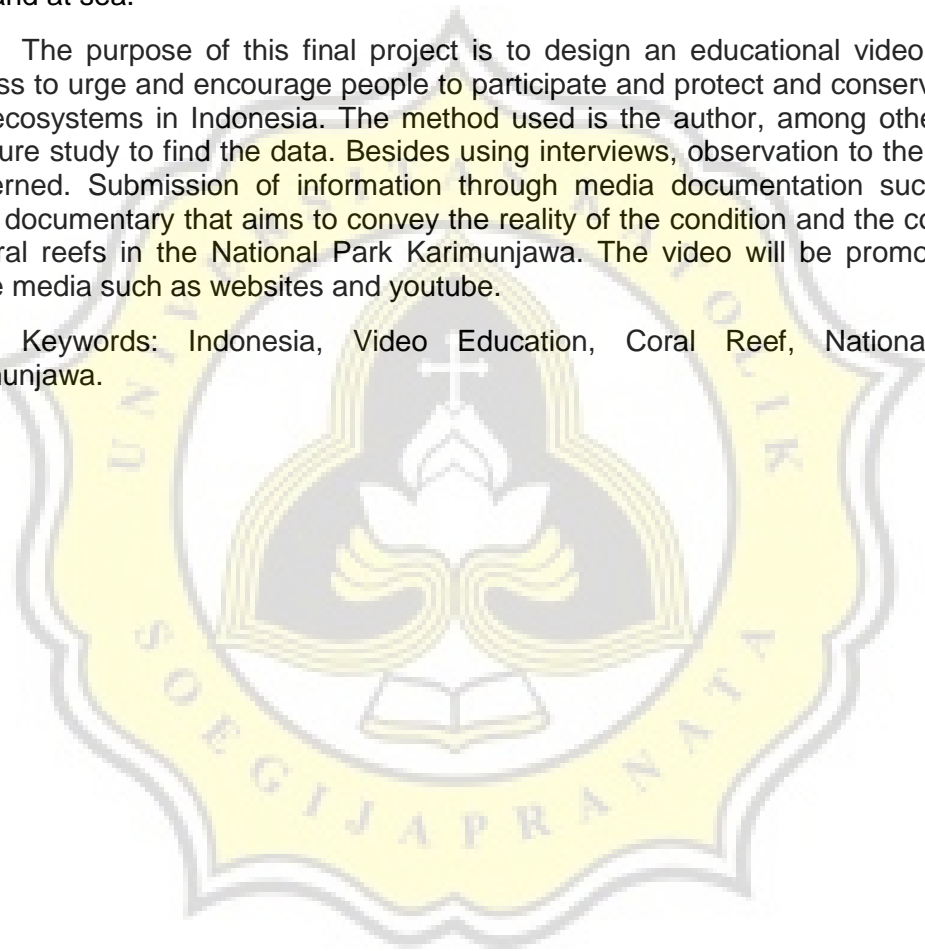 and at sea.
The purpose of this final project is to design an educational video
ss to urge and encourage people to participate and protect and conserv
ecosystems in Indonesia. The method used is the author, among othe
ure study to find the data. Besides using interviews, observation to the
erned. Submission of information through media documentation suc
documentary that aims to convey the reality of the condition and the co
ral reefs in the National Park Karimunjawa. The video will be promo
e media such as websites and youtube.
Keywords: Indonesia, Video Education, Coral Reef, Nationa
unjawa.
UNIVERSITAS KATOLIK
SOEGIJAPRANATA